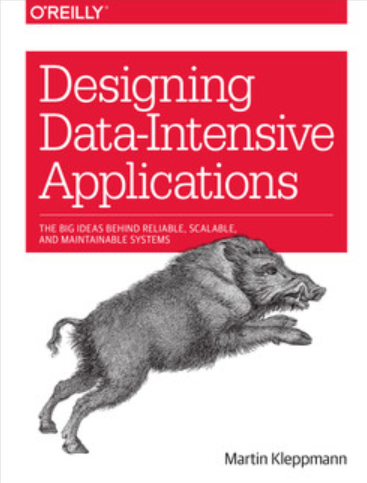 O'REILLY®
Designing
Data-Intensive
Applications
THE BIG IDEAS BEHIND RELIABLE, SCALABLE,
AND MAINTAINABLE SYSTEMS
Martin Kleppmann